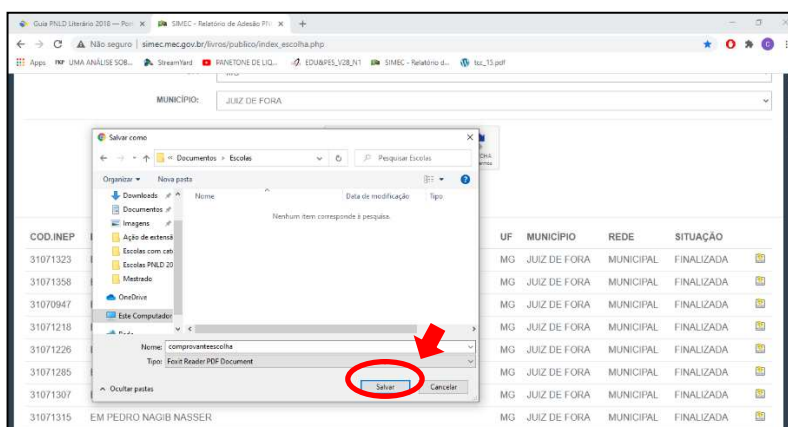 Guia PNLD Literário 2018 — Por
SIMEC - Relatório de Adesão PN
Não seguro | simec.mec.gov.br/livros/publico/index_escolha.php
Apps UMA ANÁLISE SOB... StreamYard PANETONE DE LIQ... EDU&PES_V28_N1 SIMEC - Relatório d... tcc_15.pdf
MG
MUNICÍPIO: JUIZ DE FORA
Salvar como
« Documentos > Escolas Pesquisar Escolas
Organizar Nova pasta
Downloads Nome Data de modificação Tipo
Documentos
Nenhum item corresponde à pesquisa.
Imagens
Ação de extensã
Escolas com cat
Escolas PNLD 20
Mestrado
OneDrive
Este Computador
Rede
Nome: comprovanteescolha
Tipo: Foxit Reader PDF Document
Ocultar pastas Salvar Cancelar
COD.INEP UF MUNICÍPIO REDE SITUAÇÃO
31071323 MG JUIZ DE FORA MUNICIPAL FINALIZADA
31071358 MG JUIZ DE FORA MUNICIPAL FINALIZADA
31070947 MG JUIZ DE FORA MUNICIPAL FINALIZADA
31071218 MG JUIZ DE FORA MUNICIPAL FINALIZADA
31071226 MG JUIZ DE FORA MUNICIPAL FINALIZADA
31071285 MG JUIZ DE FORA MUNICIPAL FINALIZADA
31071307 MG JUIZ DE FORA MUNICIPAL FINALIZADA
31071315 EM PEDRO NAGIB NASSER MG JUIZ DE FORA MUNICIPAL FINALIZADA